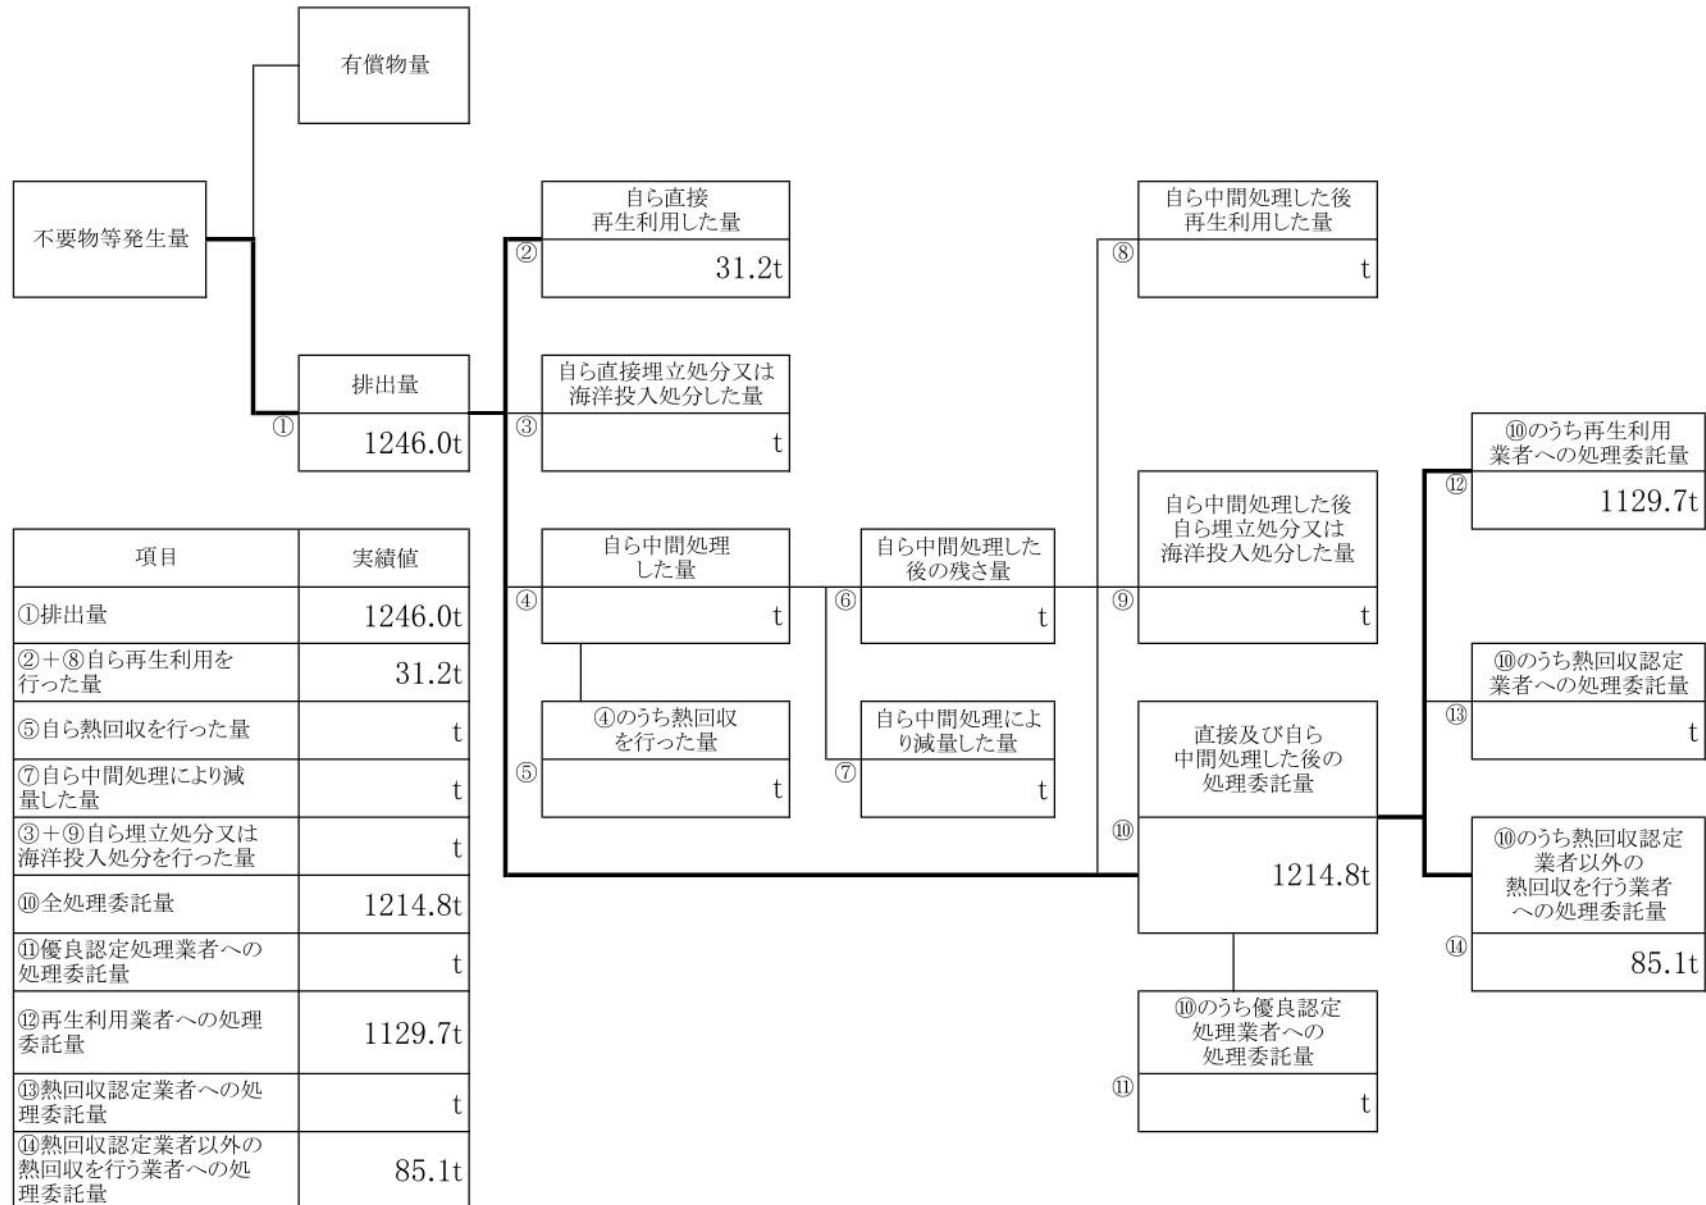 有償物量
不要物等発生量
自ら直接
再生利用した量
②
31.2t
自ら中間処理した後
再生利用した量
⑧
t
排出量
①
1246.0t
自ら直接埋立処分又は
海洋投入処分した量
③
t
⑩のうち再生利用
業者への処理委託量
⑫
1129.7t
自ら中間処理した後
自ら埋立処分又は
海洋投入処分した量
⑨
t
自ら中間処理
した量
④
t
自ら中間処理した
後の残さ量
⑥
t
⑩のうち熱回収認定
業者への処理委託量
⑬
t
④のうち熱回収
を行った量
⑤
t
自ら中間処理によ
り減量した量
⑦
t
直接及び自ら
中間処理した後の
処理委託量
⑩
1214.8t
⑩のうち熱回収認定
業者以外の
熱回収を行う業者
への処理委託量
⑭
85.1t
⑩のうち優良認定
処理業者への
処理委託量
⑪
t
項目 実績値
①排出量 1246.0t
②+⑧自ら再生利用を
行った量 31.2t
⑤自ら熱回収を行った量 t
⑦自ら中間処理により減
量した量 t
③+⑨自ら埋立処分又は
海洋投入処分を行った量 t
⑩全処理委託量 1214.8t
⑪優良認定処理業者への
処理委託量 t
⑫再生利用業者への処理
委託量 1129.7t
⑬熱回収認定業者への処
理委託量 t
⑭熱回収認定業者以外の
熱回収を行う業者への処
理委託量 85.1t